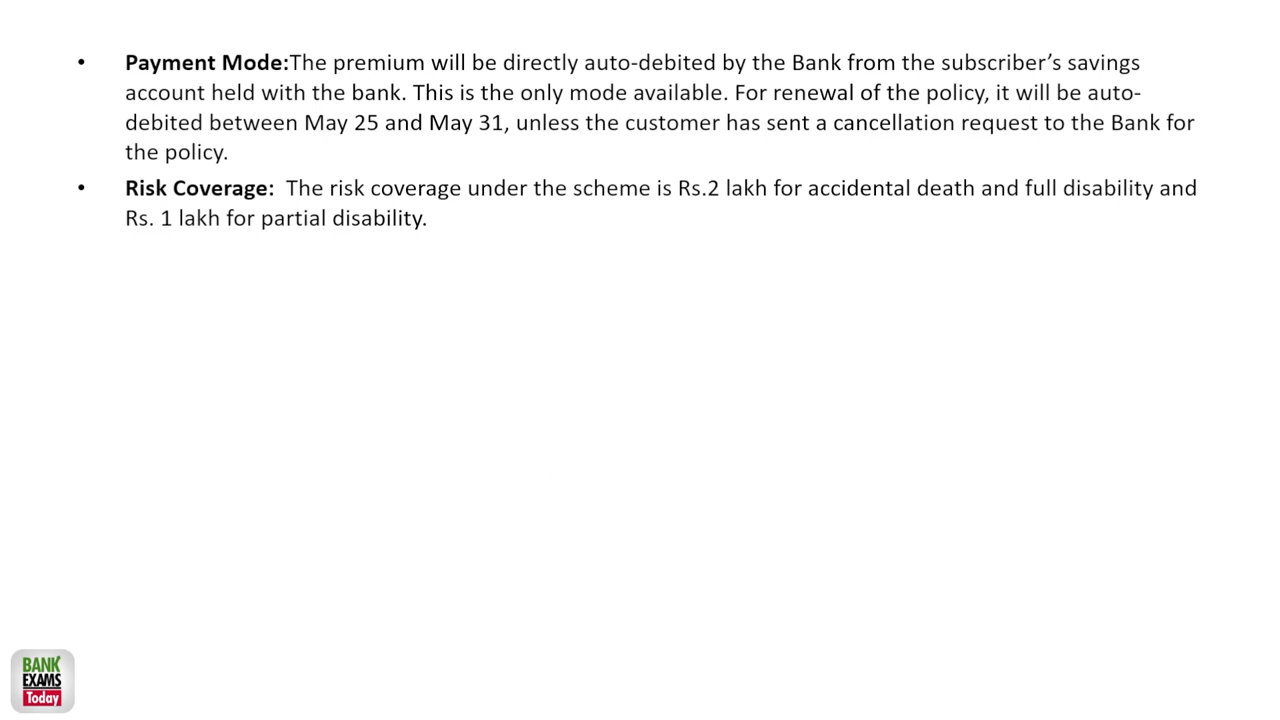 • Payment Mode:The premium will be directly auto-debited by the Bank from the subscriber’s savings
account held with the bank. This is the only mode available. For renewal of the policy, it will be auto-
debited between May 25 and May 31, unless the customer has sent a cancellation request to the Bank for
the policy.
• Risk Coverage: The risk coverage under the scheme is Rs.2 lakh for accidental death and full disability and
Rs. 1 lakh for partial disability.
BANK
EXAMS
Today